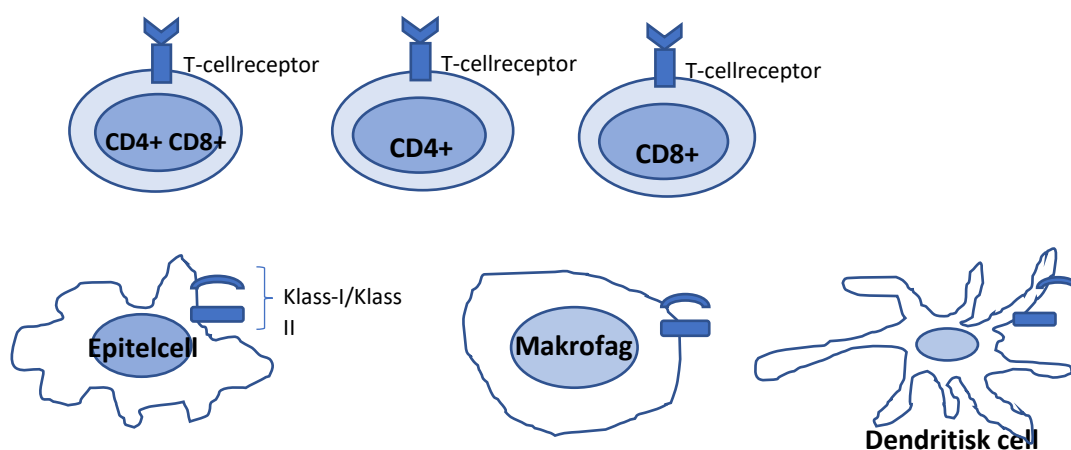 T-cellreceptor
T-cellreceptor
T-cellreceptor
CD4+ CD8+
CD4+
CD8+
Klass-I/Klass
II
Epitelcell
Makrofag
Dendritisk cell